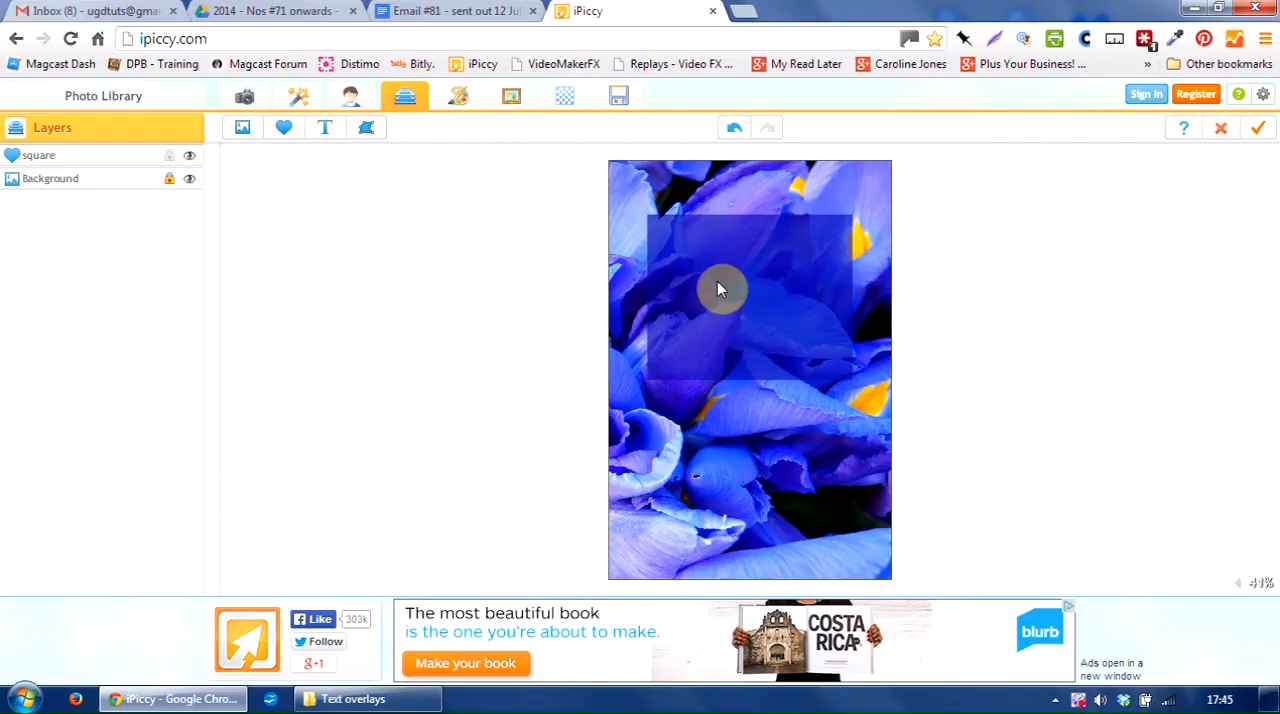 Inbox (6) - ugdtuts@gma
2014 - Nos #71 onwards -
Email #81 - sent out 12 Jul
iPiccy
ipiccy.com
Magcast Dash
DPB - Training
Magcast Forum
Distimo
bitly Bitly.
iPiccy
VideoMakerFX
Replays - Video FX ...
My Read Later
Caroline Jones
Plus Your Business! ...
»
Other bookmarks
Photo Library
Sign In
Register
Layers
T
?
square
Background
41%
Like
303k
Follow
g+1
The most beautiful book
is the one you're about to make.
Make your book
COSTA
RICA
blurb
Ads open in a
new window
iPiccy - Google Chro...
Text overlays
17:45